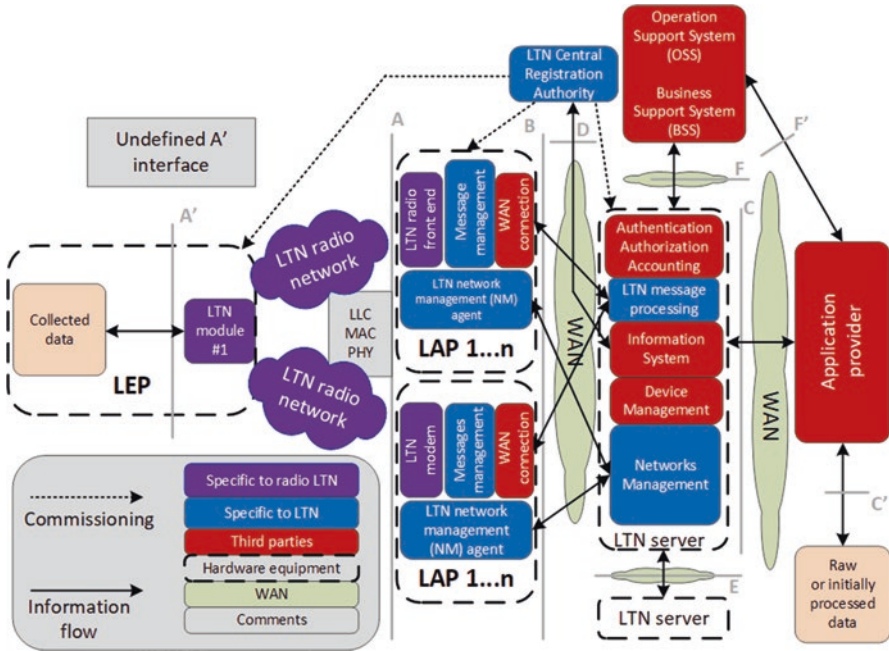 Operation
Support System
(OSS)
Business
Support System
(BSS)
LTN Central
Registration
Authority
Undefined A'
interface
A
B
D
F'
F
C
A'
LTN radio
network
LTN radio
front end
Message
management
WAN
connection
LTN network
management (NM)
agent
LAP 1...n
Authentication
Authorization
Accounting
LTN message
processing
Information
System
Device
Management
Networks
Management
LTN server
Collected
data
LTN
module
#1
LEP
LLC
MAC
PHY
LTN radio
network
WAN
WAN
Application
provider
LTN
modem
Messages
management
WAN
connection
LTN network
management
(NM) agent
LAP 1...n
C'
E
LTN server
Raw
or initially
processed
data
Commissioning
Information
flow
Specific to radio LTN
Specific to LTN
Third parties
Hardware equipment
WAN
Comments